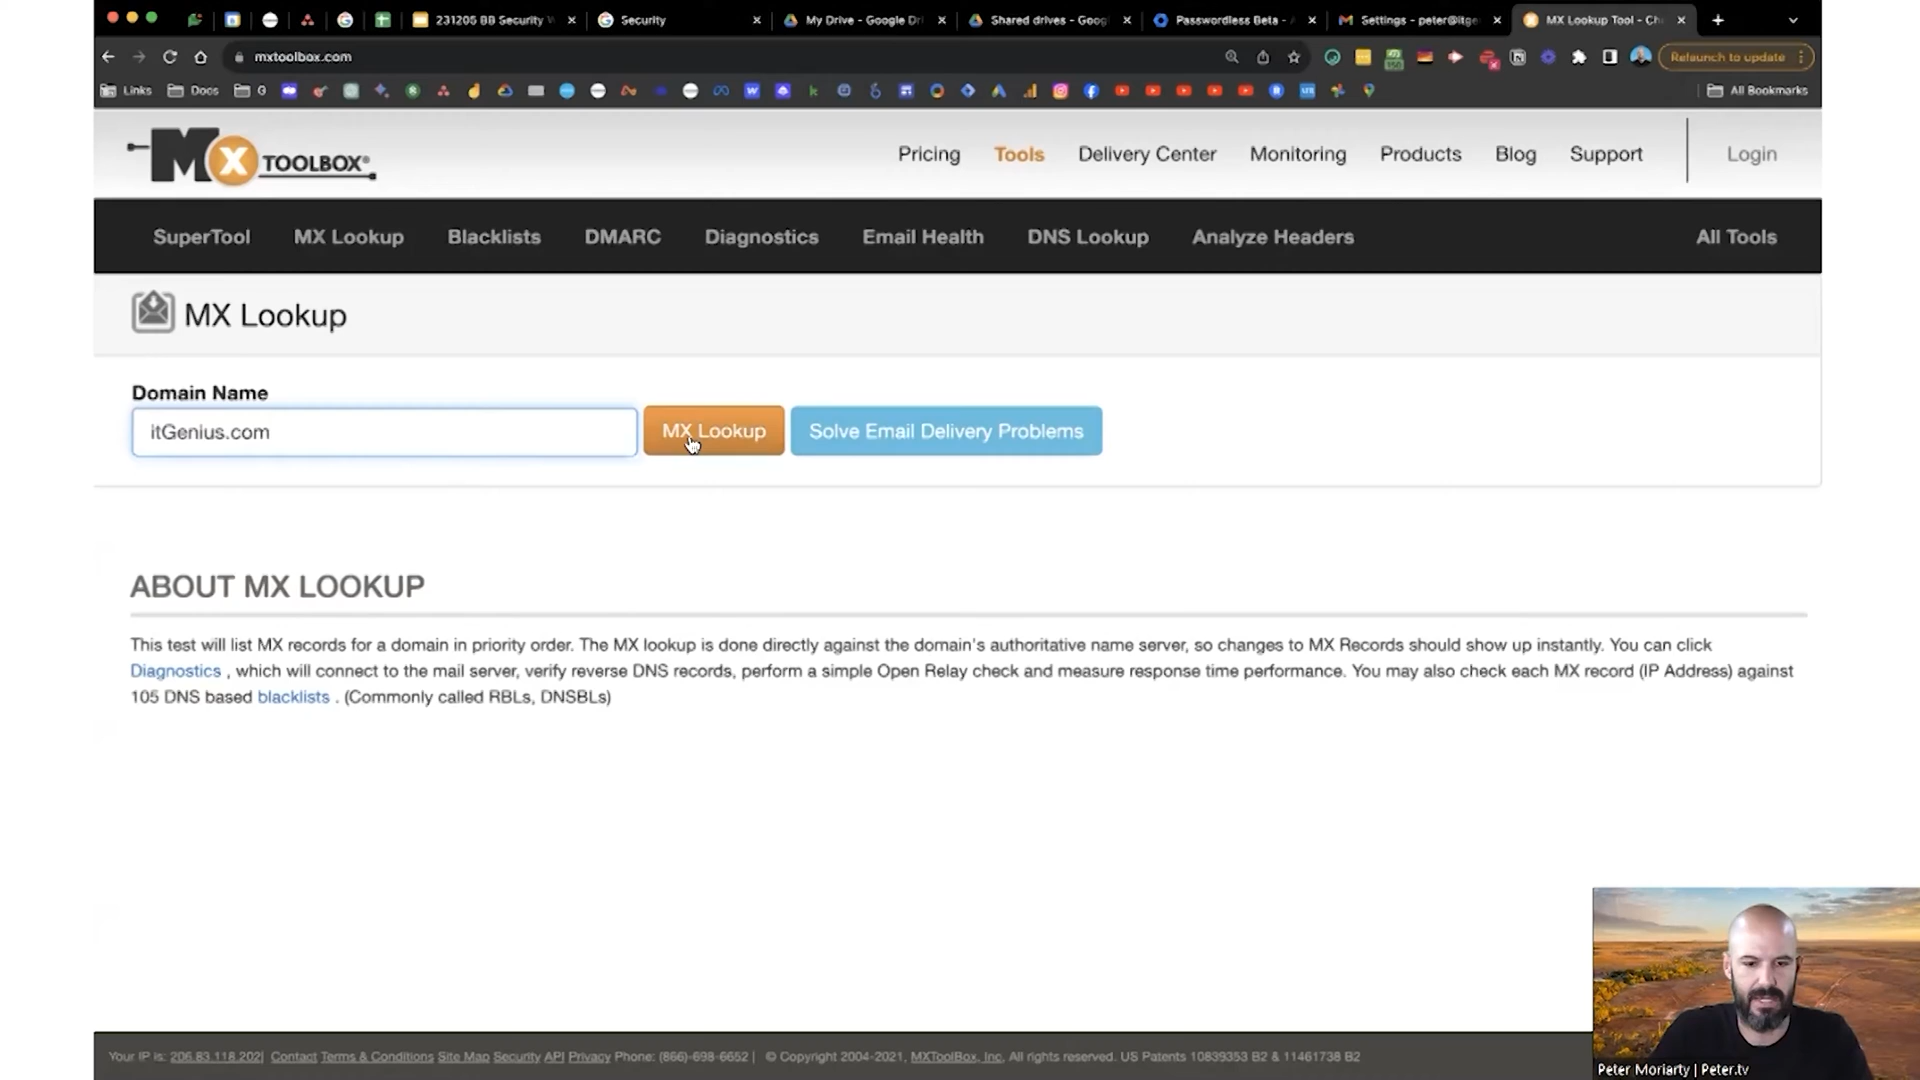 231205 BB Security
Security
My Drive - Google Dri
Shared drives - Goog
Passwordless Beta -
Settings - peter@itge
MX Lookup Tool - Ch
mxtoolbox.com
Relaunch to update
Links
Docs
G
All Bookmarks
MX TOOLBOX®
Pricing
Tools
Delivery Center
Monitoring
Products
Blog
Support
Login
SuperTool
MX Lookup
Blacklists
DMARC
Diagnostics
Email Health
DNS Lookup
Analyze Headers
All Tools
MX Lookup
Domain Name
itGenius.com
MX Lookup
Solve Email Delivery Problems
ABOUT MX LOOKUP
This test will list MX records for a domain in priority order. The MX lookup is done directly against the domain's authoritative name server, so changes to MX Records should show up instantly. You can click
Diagnostics , which will connect to the mail server, verify reverse DNS records, perform a simple Open Relay check and measure response time performance. You may also check each MX record (IP Address) against
105 DNS based blacklists . (Commonly called RBLs, DNSBLs)
Your IP is: 206.83.118.202| Contact Terms & Conditions Site Map Security API Privacy Phone: (866)-698-6652 | © Copyright 2004-2021, MXToolBox, Inc, All rights reserved. US Patents 10839353 B2 & 11461738 B2
Peter Moriarty | Peter.tv